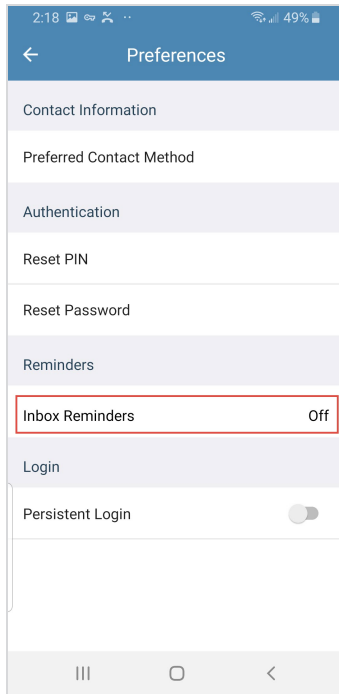 2:18 49%
Preferences
Contact Information
Preferred Contact Method
Authentication
Reset PIN
Reset Password
Reminders
Inbox Reminders Off
Login
Persistent Login